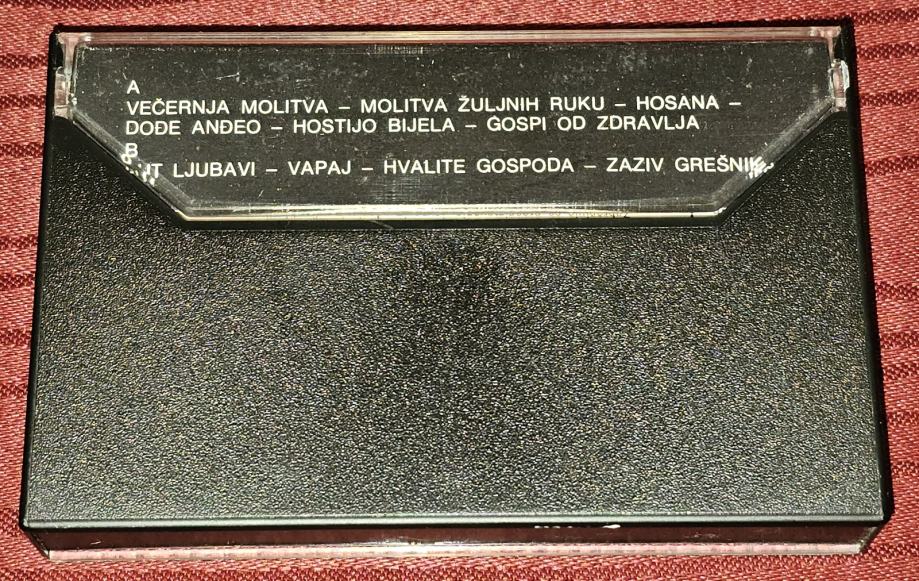 A
VEČERNJA MOLITVA – MOLITVA ŽULJNIH RUKU – HOSANA –
DOĐE ANĐEO – HOSTIJO BIJELA – GOSPI OD ZDRAVLJA
B
LJUBAVI – VAPAJ – HVALITE GOSPODA – ZAZIV